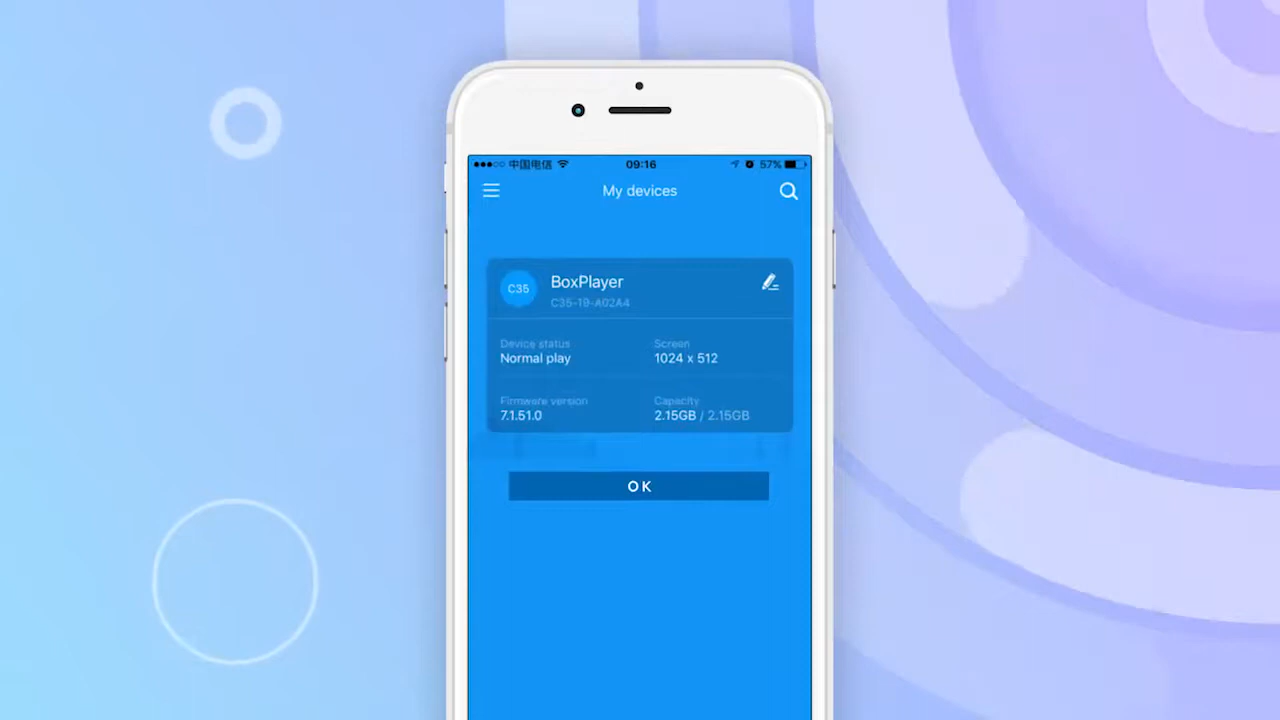 中国电信 09:16 57%
My devices
C35 BoxPlayer
C35-19-A02A4
Device status Screen
Normal play 1024 x 512
Firmware version Capacity
7.1.51.0 2.15GB / 2.15GB
OK